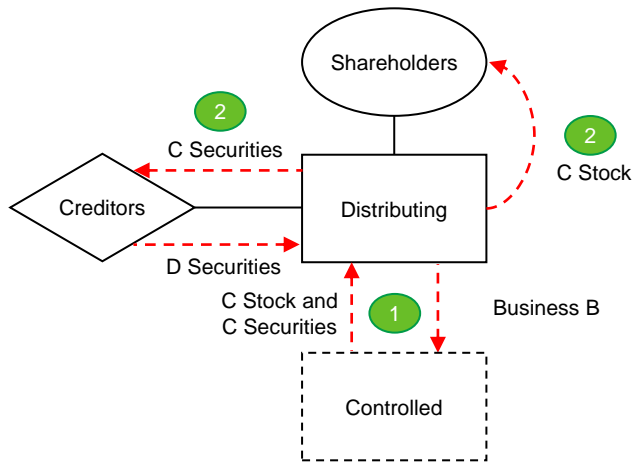 Shareholders
2
C Securities
2
C Stock
Creditors
Distributing
D Securities
C Stock and
C Securities
1
Business B
Controlled